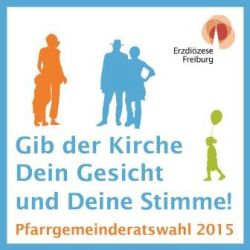 Erzdiözese
Freiburg
Gib der Kirche
Dein Gesicht
und Deine Stimme!
Pfarrgemeinderatswahl 2015